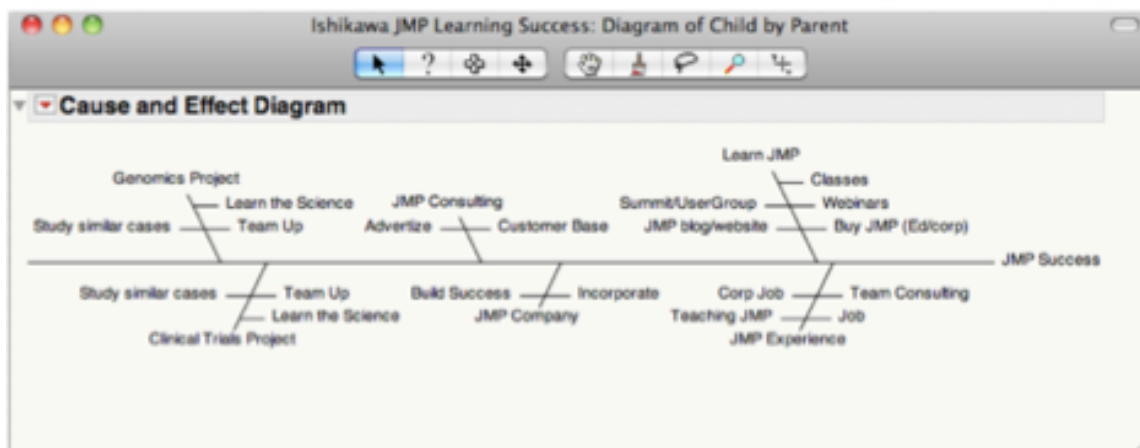 Ishikawa JMP Learning Success: Diagram of Child by Parent
Cause and Effect Diagram
Learn JMP
Genomics Project
Classes
Learn the Science
JMP Consulting
Summit/UserGroup
Webinars
Study similar cases
Team Up
Advertize
Customer Base
JMP blog/website
Buy JMP (Ed/corp)
JMP Success
Study similar cases
Team Up
Build Success
Incorporate
Corp Job
Team Consulting
Learn the Science
JMP Company
Teaching JMP
Job
Clinical Trials Project
JMP Experience